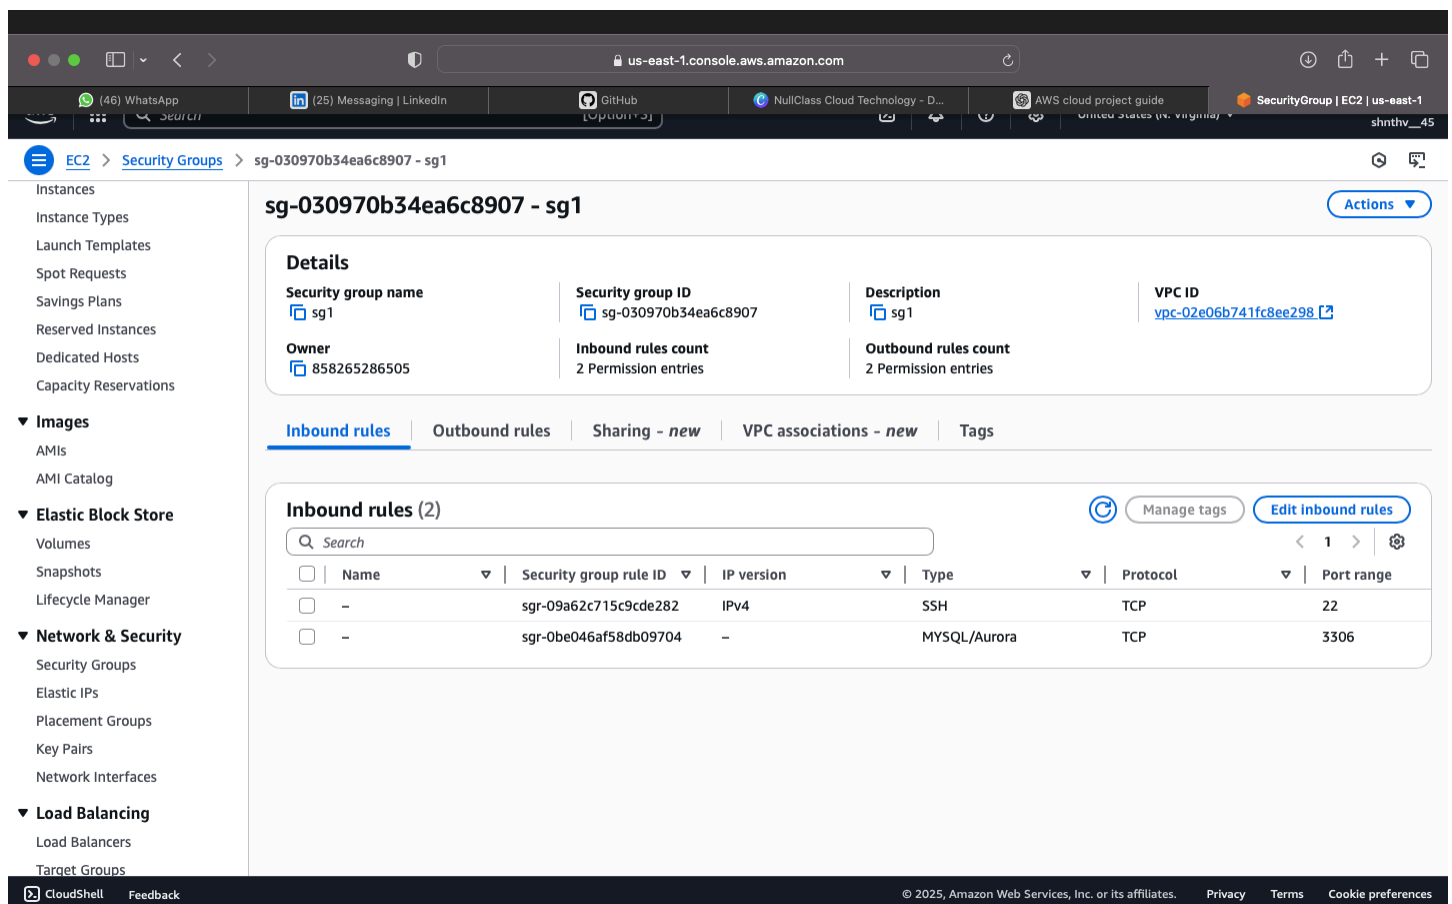 us-east-1.console.aws.amazon.com
(46) WhatsApp
(25) Messaging | LinkedIn
GitHub
NullClass Cloud Technology - D...
AWS cloud project guide
SecurityGroup | EC2 | us-east-1
Search
[Option+S]
United States (N. Virginia)
shnthv__45
EC2 > Security Groups > sg-030970b34ea6c8907 - sg1
Instances
Instance Types
Launch Templates
Spot Requests
Savings Plans
Reserved Instances
Dedicated Hosts
Capacity Reservations
Images
AMIs
AMI Catalog
Elastic Block Store
Volumes
Snapshots
Lifecycle Manager
Network & Security
Security Groups
Elastic IPs
Placement Groups
Key Pairs
Network Interfaces
Load Balancing
Load Balancers
Target Groups
sg-030970b34ea6c8907 - sg1
Actions
Details
Security group name
sg1
Security group ID
sg-030970b34ea6c8907
Description
sg1
VPC ID
vpc-02e06b741fc8ee298
Owner
858265286505
Inbound rules count
2 Permission entries
Outbound rules count
2 Permission entries
Inbound rules
Outbound rules
Sharing - new
VPC associations - new
Tags
Inbound rules (2)
Manage tags
Edit inbound rules
Search
1
Name Security group rule ID IP version Type Protocol Port range
– sgr-09a62c715c9cde282 IPv4 SSH TCP 22
– sgr-0be046af58db09704 – MYSQL/Aurora TCP 3306
CloudShell
Feedback
© 2025, Amazon Web Services, Inc. or its affiliates.
Privacy
Terms
Cookie preferences